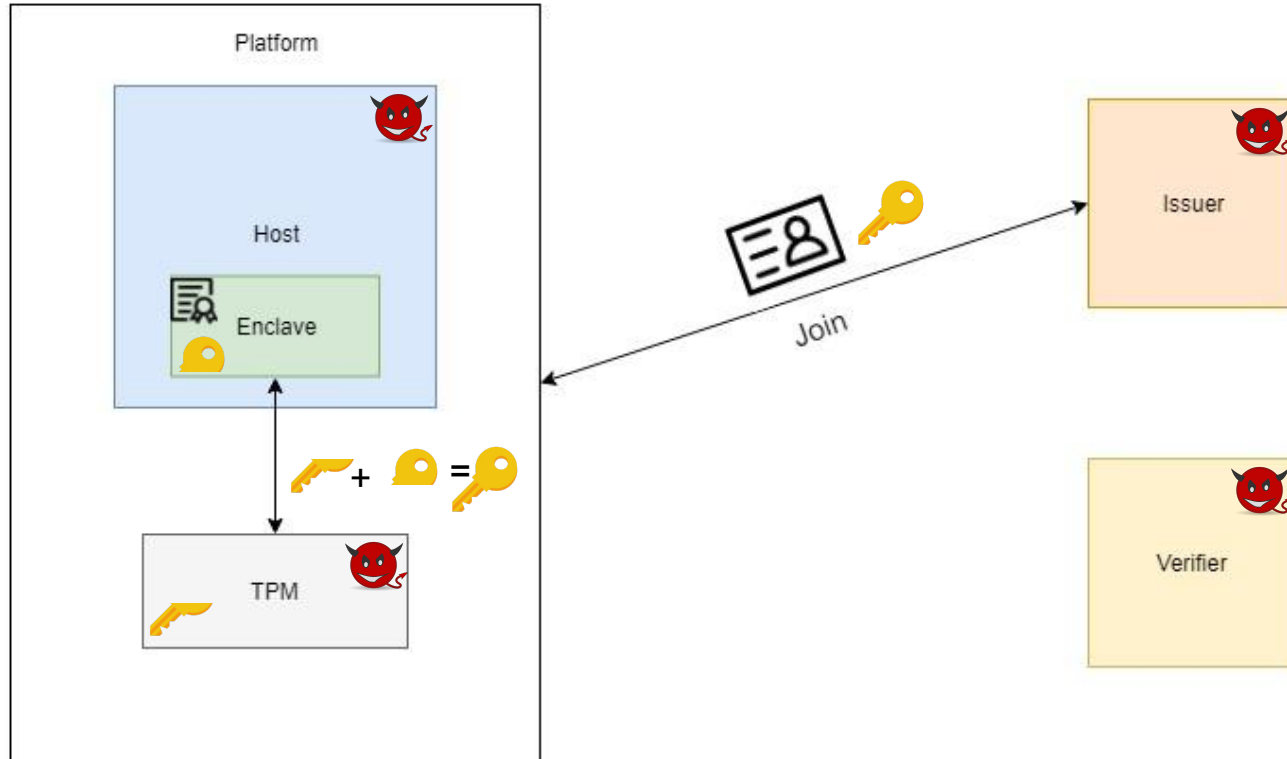 Platform
Host
Enclave
+ =
TPM
Join
Issuer
Verifier